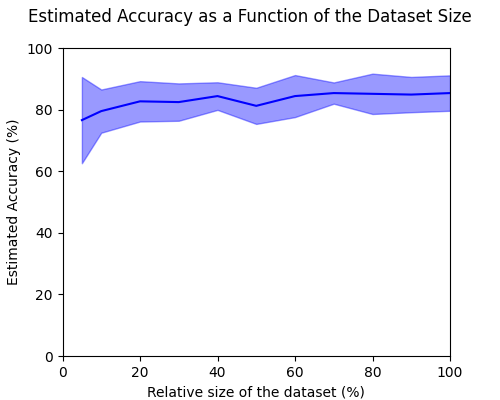 Estimated Accuracy as a Function of the Dataset Size
100
80
60
40
20
0
Estimated Accuracy (%)
0 20 40 60 80 100
Relative size of the dataset (%)